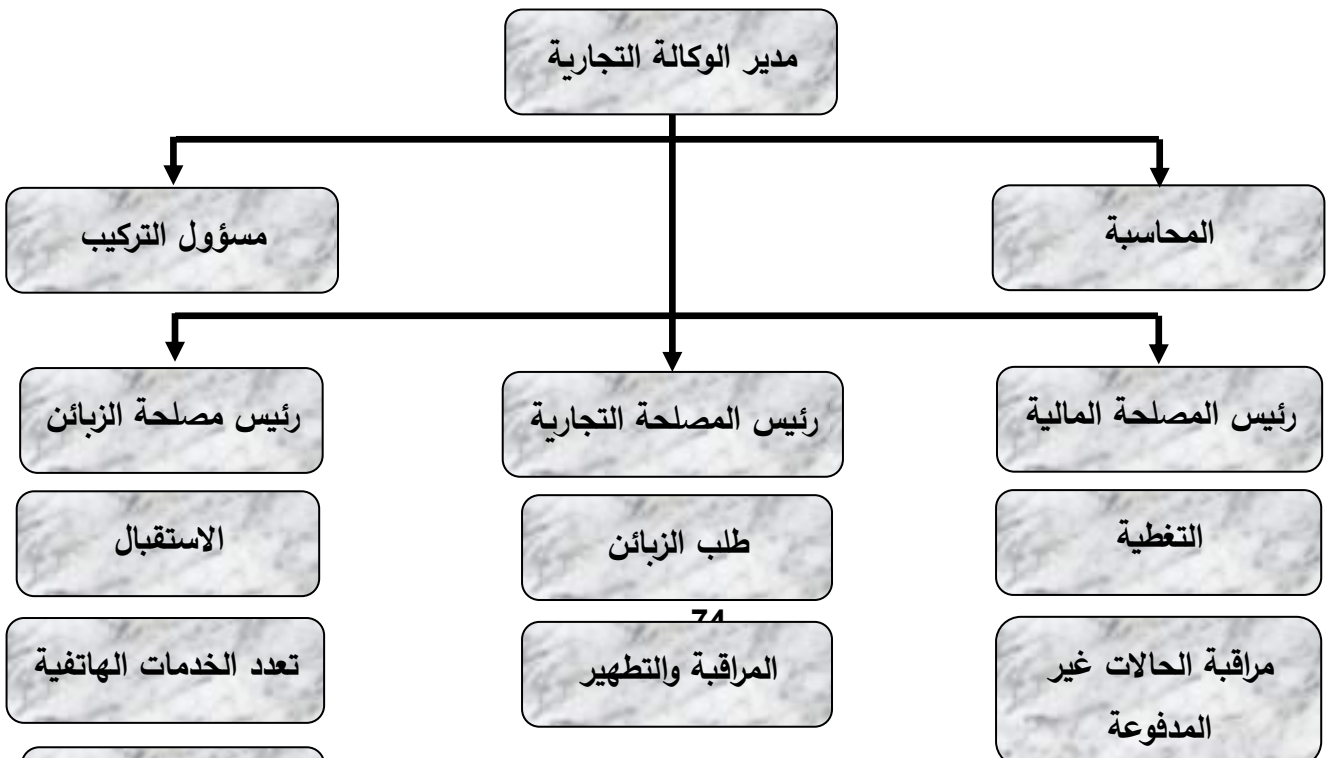 مدير الوكالة التجارية
المحاسبة
مسؤول التركيب
رئيس المصلحة المالية
رئيس المصلحة التجارية
رئيس مصلحة الزبائن
التغطية
طلب الزبائن
الاستقبال
74
مراقبة الحالات غير
المدفوعة
المراقبة والتطهير
تعدد الخدمات الهاتفية